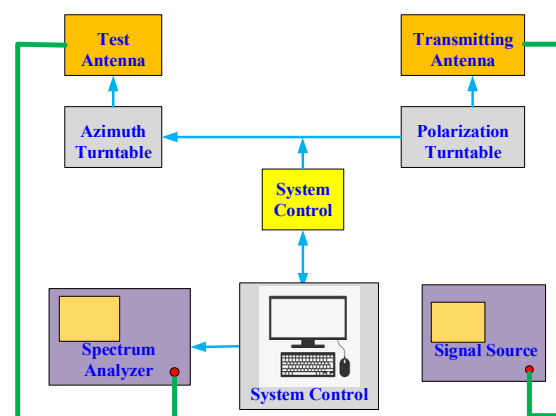 Test
Antenna
Transmitting
Antenna
Azimuth
Turntable
Polarization
Turntable
System
Control
Spectrum
Analyzer
System Control
Signal Source